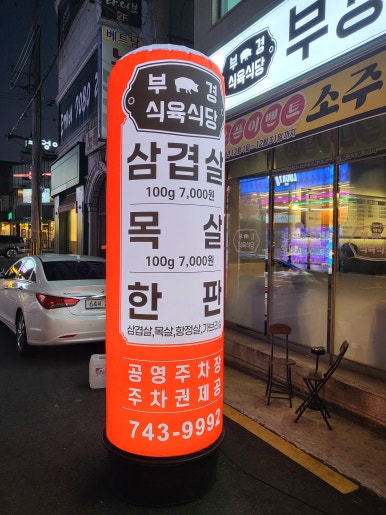 부경
식육식당
삼겹살
100g 7,000원
목살
100g 7,000원
한판
삼겹살,목살,항정살,가브리살
공영주차장
주차권제공
743-9992
부경
식육식당
소주
베트남